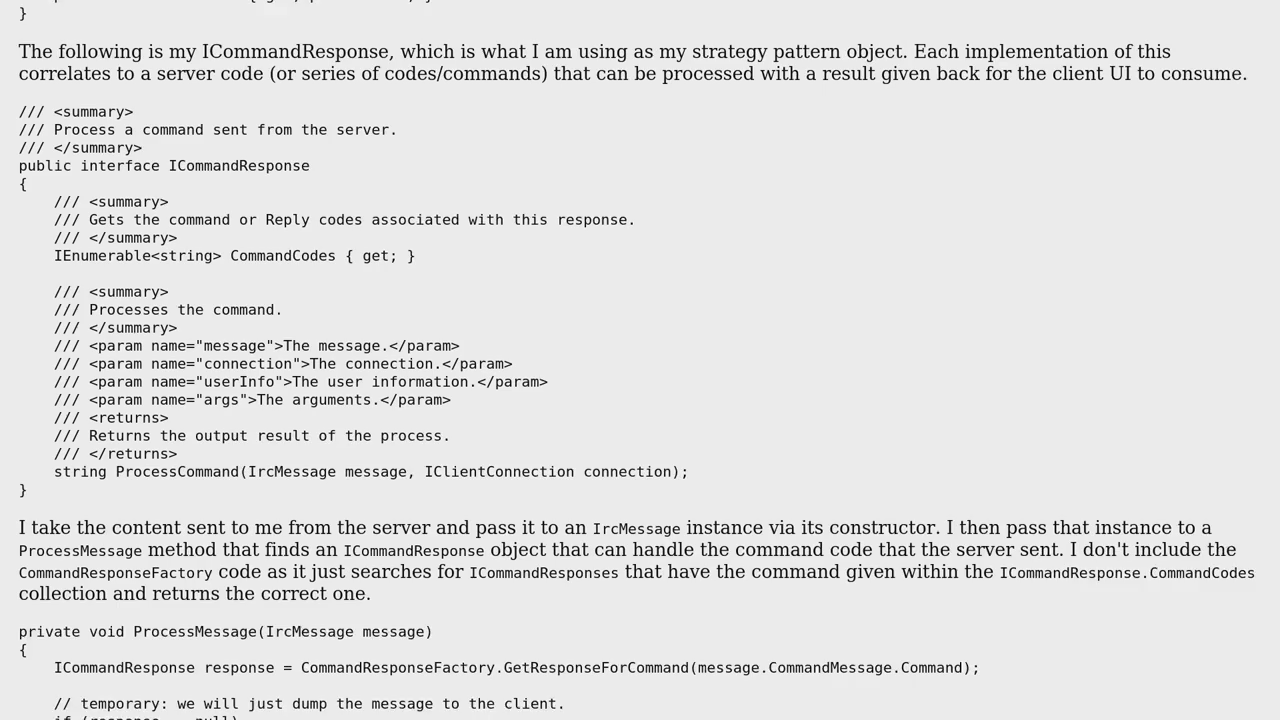 }
The following is my ICommandResponse, which is what I am using as my strategy pattern object. Each implementation of this
correlates to a server code (or series of codes/commands) that can be processed with a result given back for the client UI to consume.
/// <summary>
/// Process a command sent from the server.
/// </summary>
public interface ICommandResponse
{
    /// <summary>
    /// Gets the command or Reply codes associated with this response.
    /// </summary>
    IEnumerable<string> CommandCodes { get; }
    /// <summary>
    /// Processes the command.
    /// </summary>
    /// <param name="message">The message.</param>
    /// <param name="connection">The connection.</param>
    /// <param name="userInfo">The user information.</param>
    /// <param name="args">The arguments.</param>
    /// <returns>
    /// Returns the output result of the process.
    /// </returns>
    string ProcessCommand(IrcMessage message, IClientConnection connection);
}
I take the content sent to me from the server and pass it to an IrcMessage instance via its constructor. I then pass that instance to a
ProcessMessage method that finds an ICommandResponse object that can handle the command code that the server sent. I don't include the
CommandResponseFactory code as it just searches for ICommandResponses that have the command given within the ICommandResponse.CommandCodes
collection and returns the correct one.
private void ProcessMessage(IrcMessage message)
{
    ICommandResponse response = CommandResponseFactory.GetResponseForCommand(message.CommandMessage.Command);
    // temporary: we will just dump the message to the client.